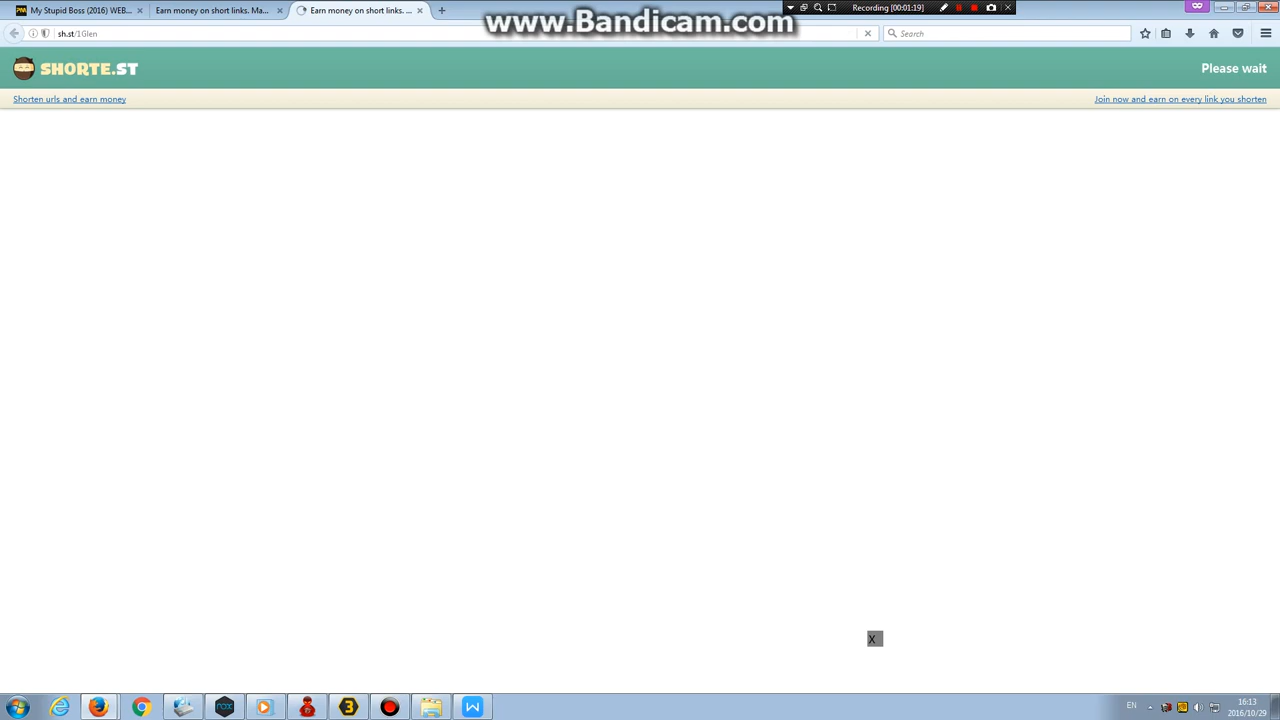 My Stupid Boss (2016) WEB...
Earn money on short links. Ma...
Earn money on short links. ...
www.Bandicam.com
Recording [00:01:19]
sh.st/1Glen
Search
SHORTE.ST
Please wait
Shorten urls and earn money
Join now and earn on every link you shorten
X
nox
3
W
EN
16:13
2016/10/29